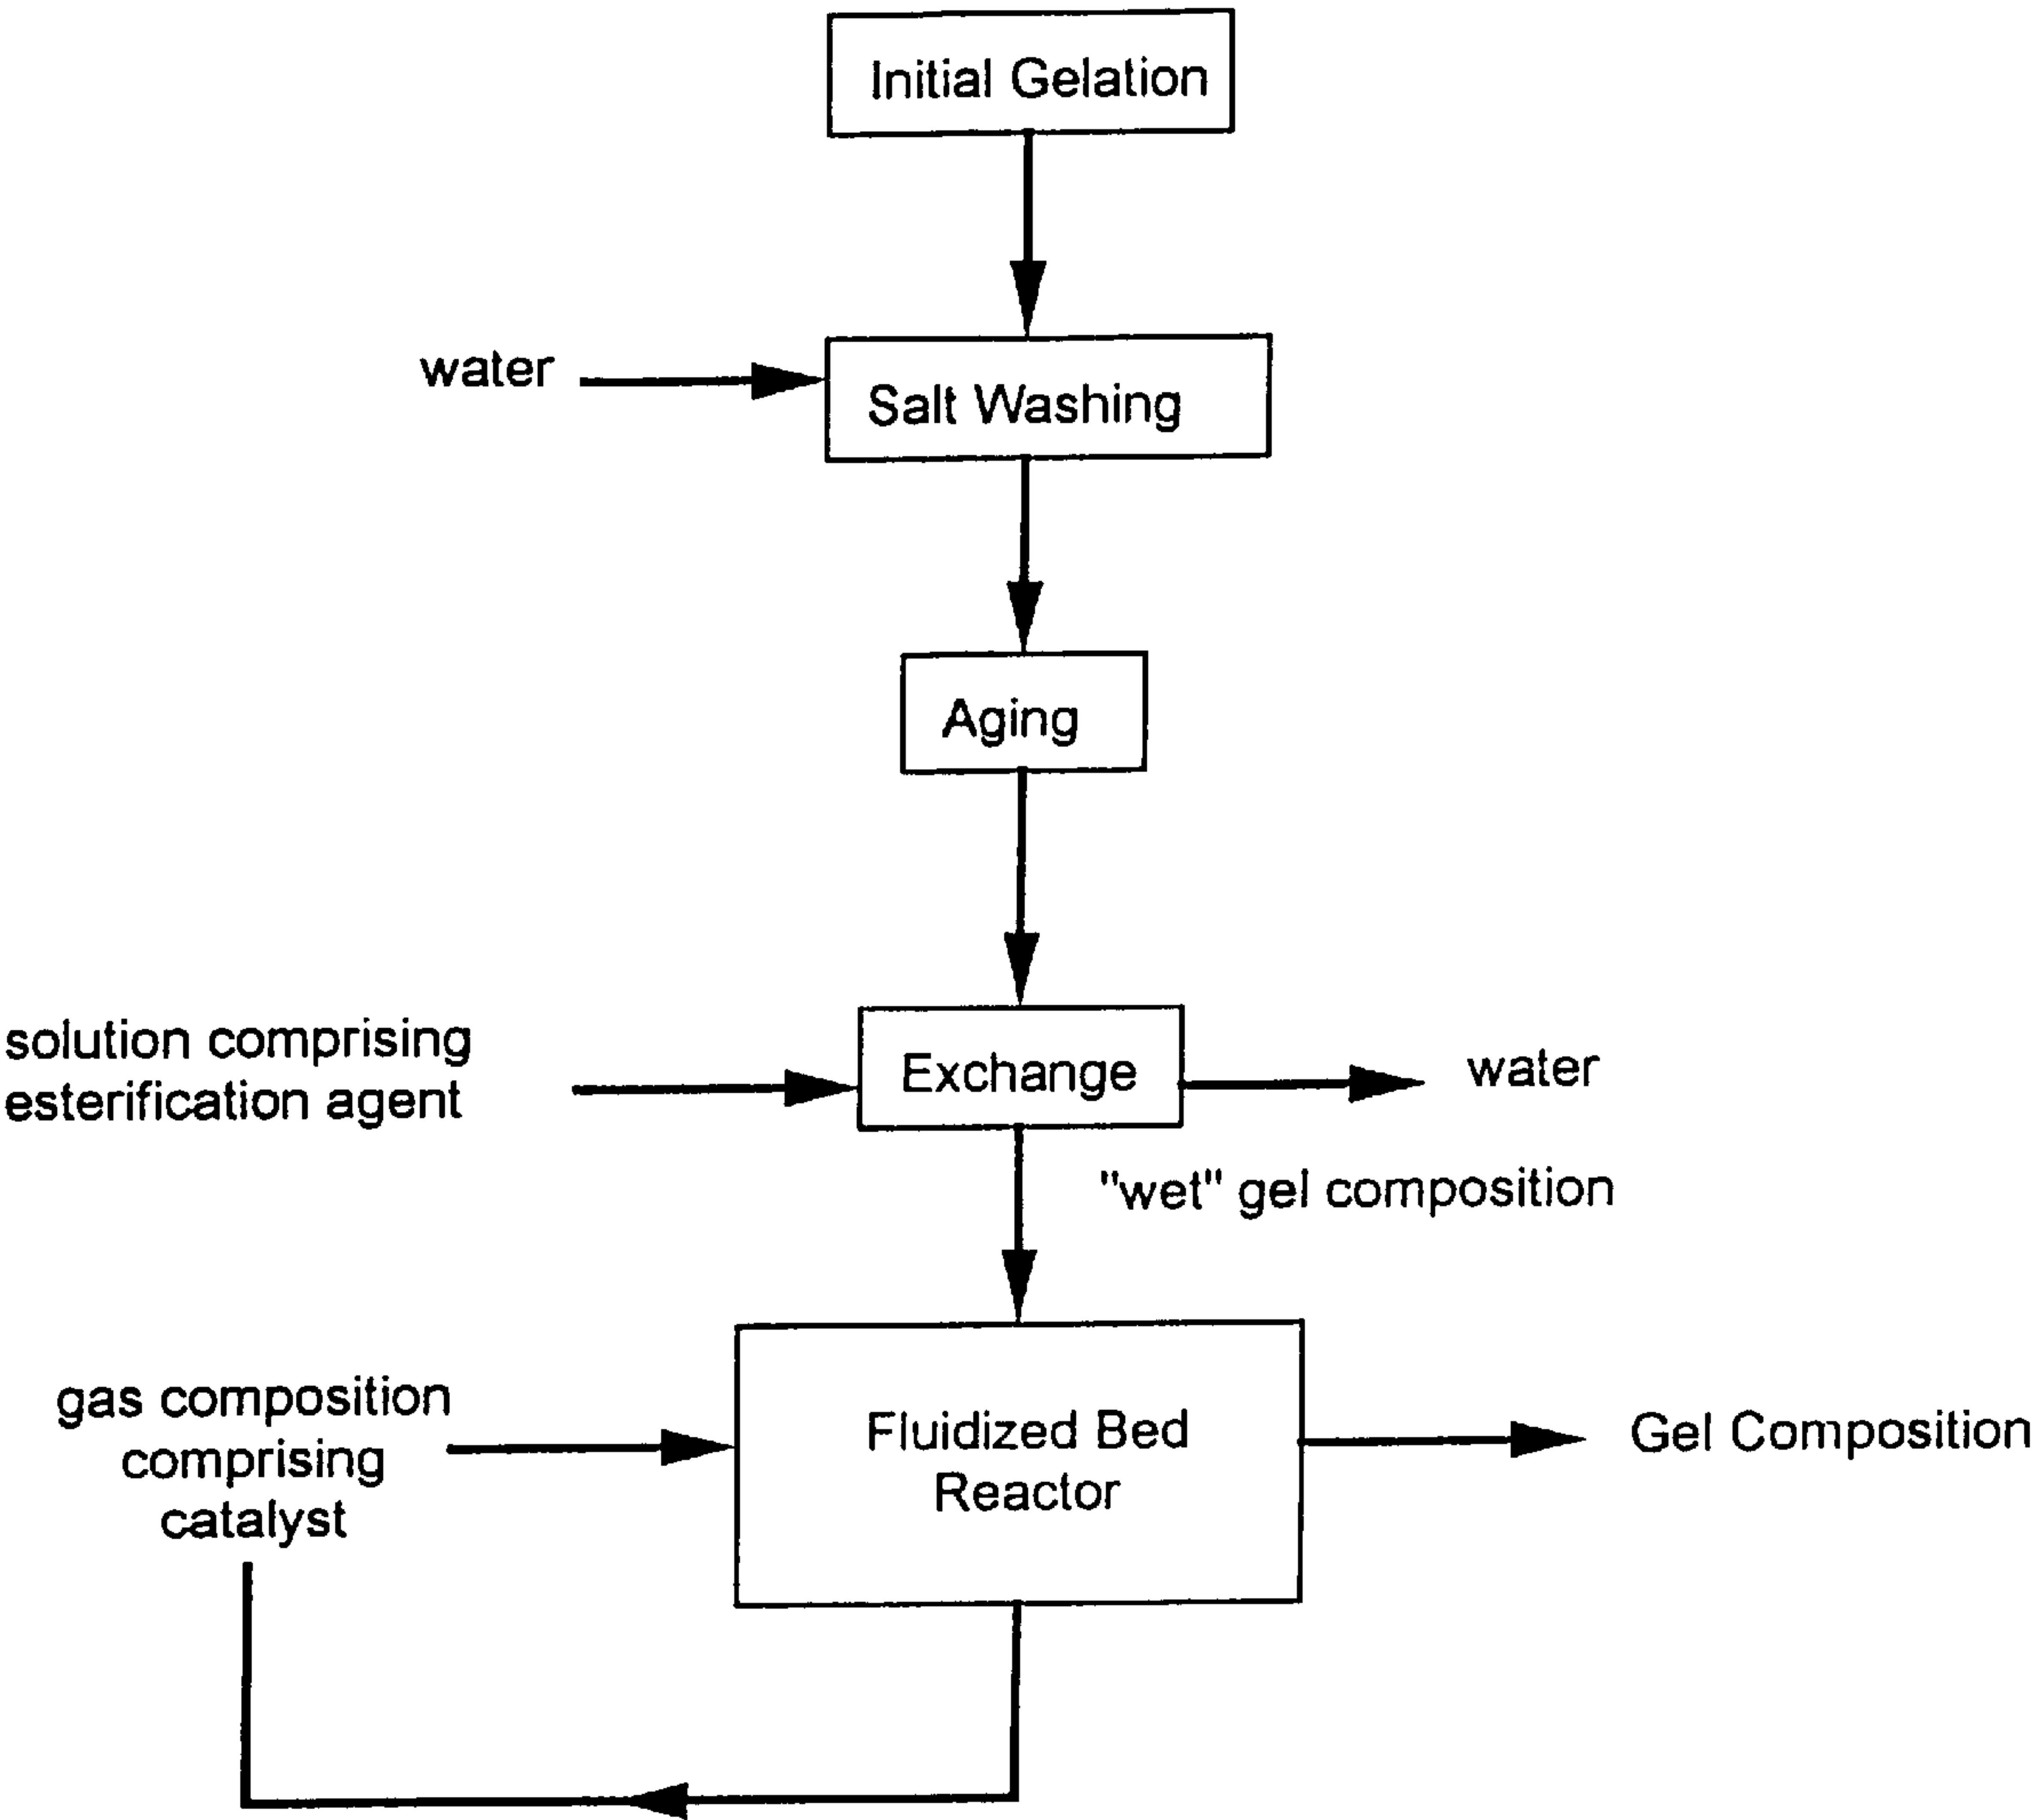 Initial Gelation
water
Salt Washing
Aging
solution comprising
esterification agent
Exchange
water
"wet" gel composition
gas composition
comprising
catalyst
Fluidized Bed
Reactor
Gel Composition